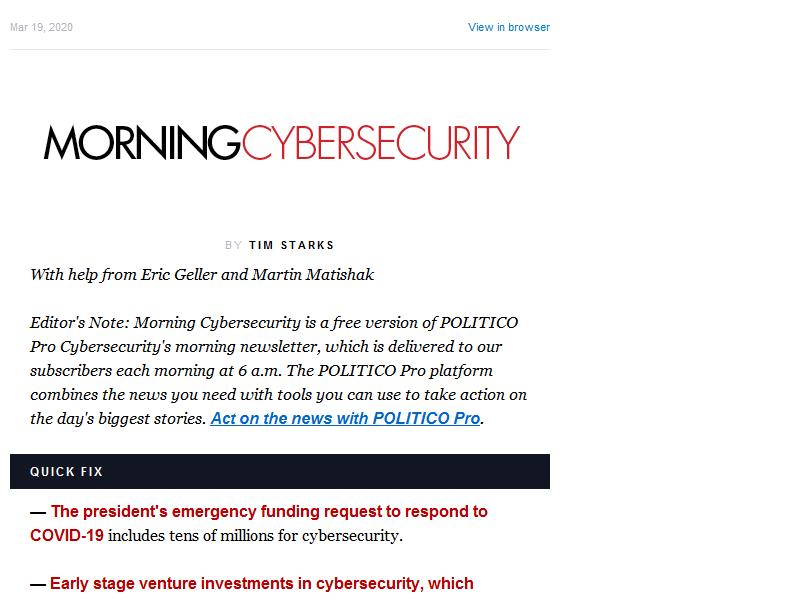 Mar 19, 2020
View in browser
MORNINGCYBERSECURITY
BY TIM STARKS
With help from Eric Geller and Martin Matishak
Editor's Note: Morning Cybersecurity is a free version of POLITICO
Pro Cybersecurity's morning newsletter, which is delivered to our
subscribers each morning at 6 a.m. The POLITICO Pro platform
combines the news you need with tools you can use to take action on
the day's biggest stories. Act on the news with POLITICO Pro.
QUICK FIX
— The president's emergency funding request to respond to
COVID-19 includes tens of millions for cybersecurity.
— Early stage venture investments in cybersecurity, which